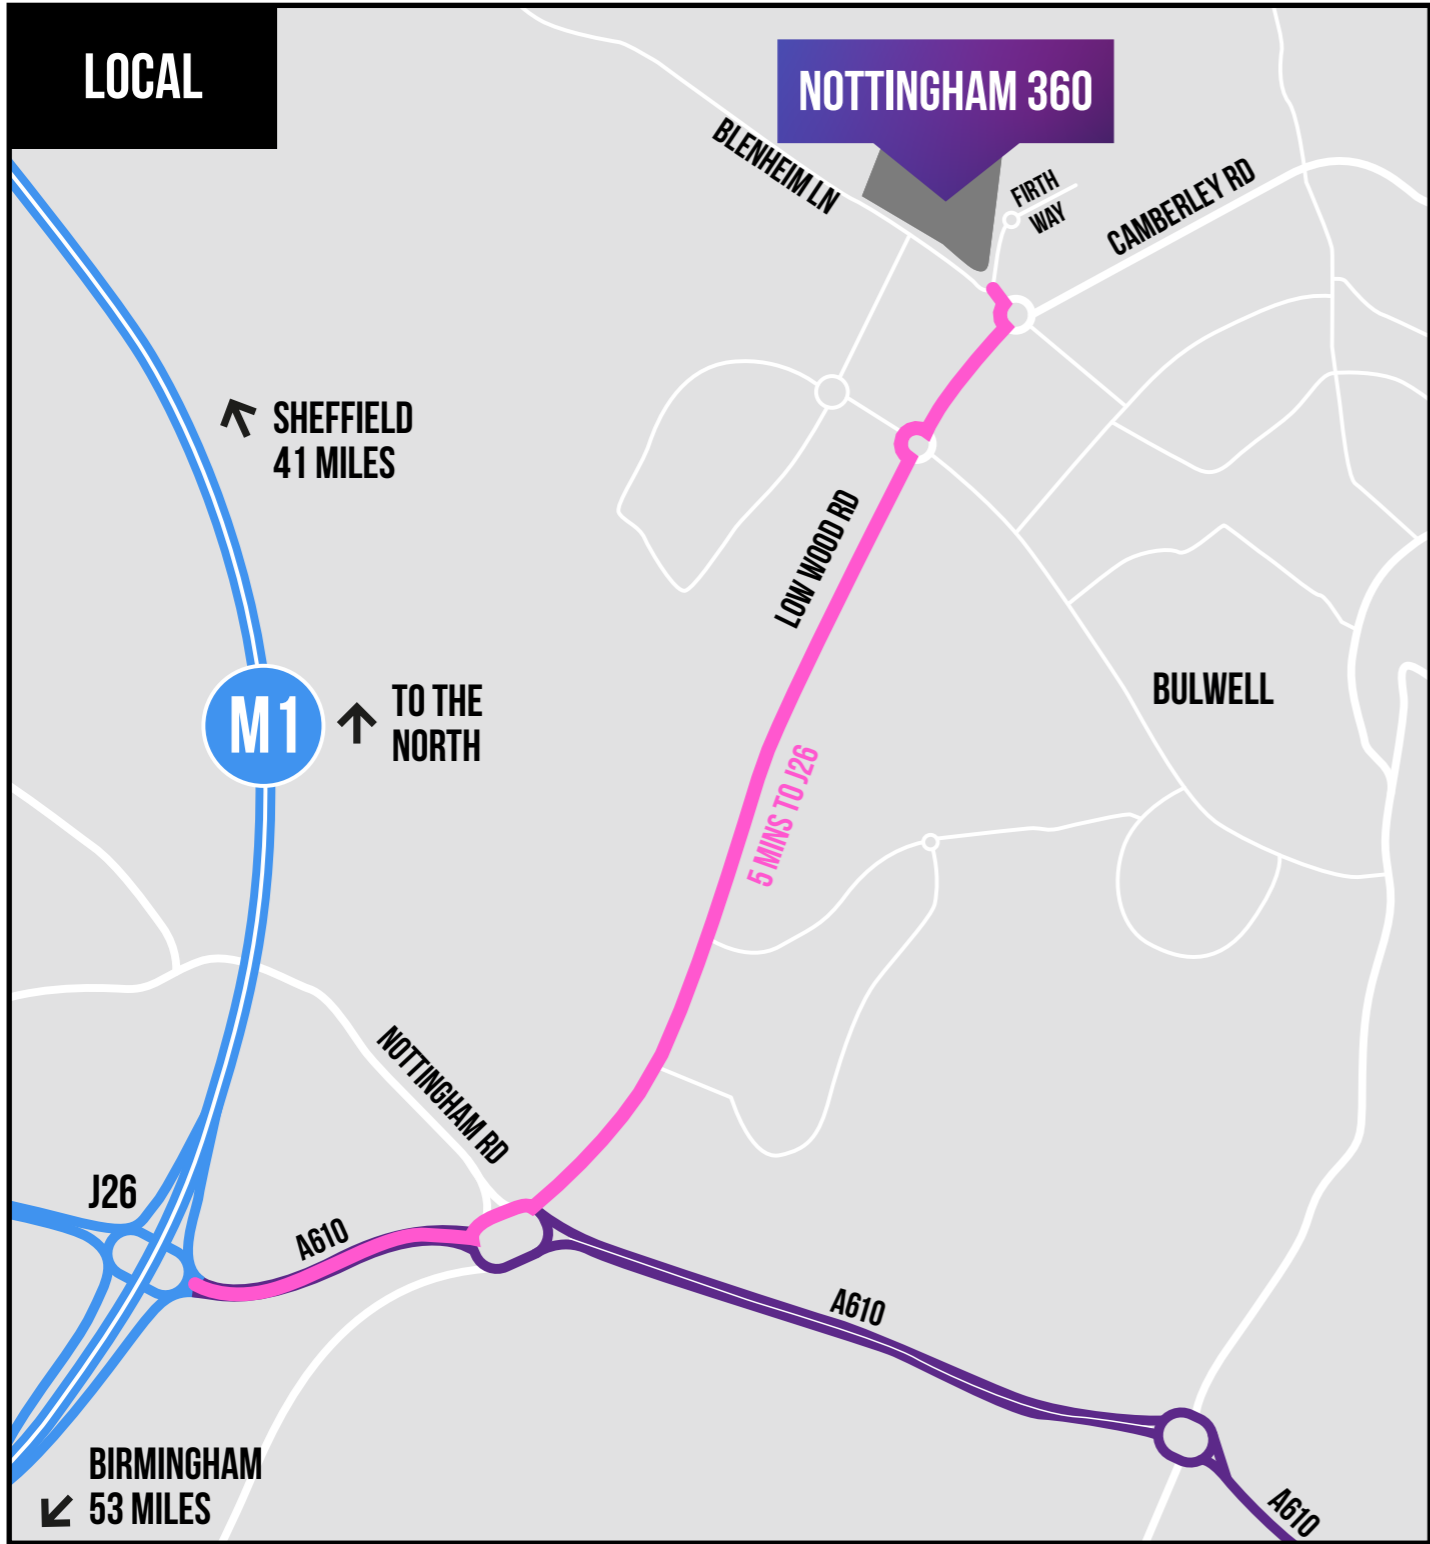 LOCAL
NOTTINGHAM 360
BLENHEIM LN
FIRTH
WAY
CAMBERLEY RD
SHEFFIELD
41 MILES
LOW WOOD RD
M1
TO THE
NORTH
BULWELL
5 MINS TO J26
NOTTINGHAM RD
J26
A610
A610
BIRMINGHAM
53 MILES
A610